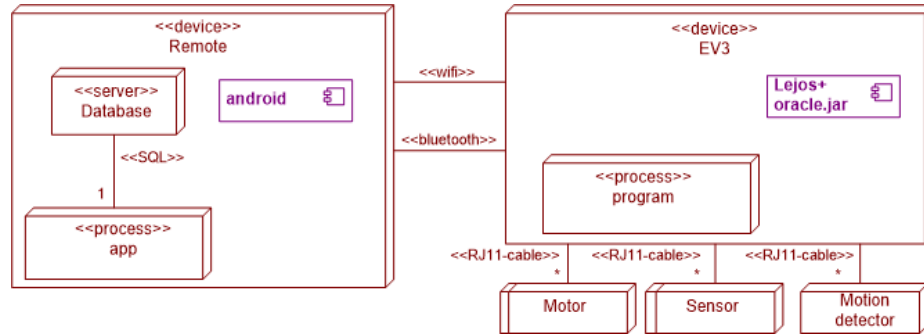 <<device>>
Remote
<<server>>
Database
android
<<SQL>>
1
<<process>>
app
<<wifi>>
<<bluetooth>>
<<device>>
EV3
Lejos+
oracle.jar
<<process>>
program
<<RJ11-cable>>
<<RJ11-cable>>
<<RJ11-cable>>
*
*
*
Motor
Sensor
Motion
detector